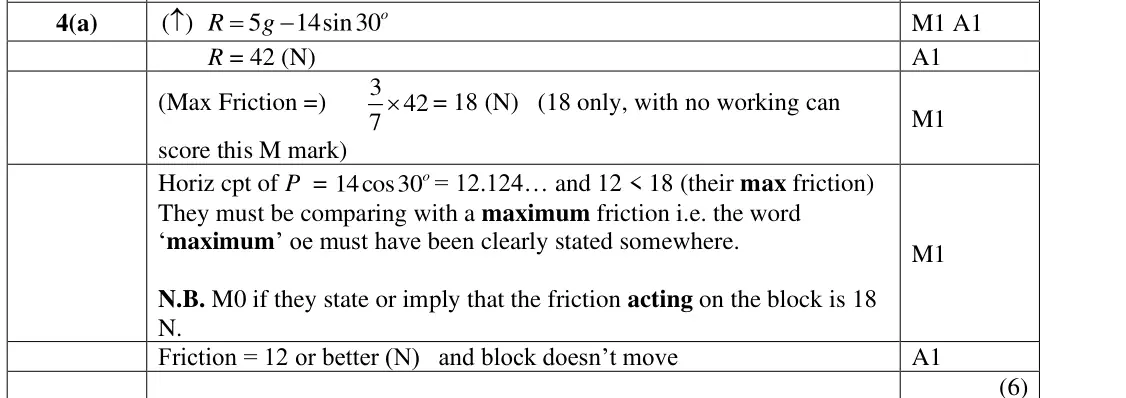 4(a) (↑) R = 5g − 14 sin 30° M1 A1
R = 42 (N) A1
(Max Friction =) 3/7 × 42 = 18 (N) (18 only, with no working can
score this M mark) M1
Horiz cpt of P = 14 cos 30° = 12.124… and 12 < 18 (their max friction)
They must be comparing with a maximum friction i.e. the word
‘maximum’ oe must have been clearly stated somewhere.
M1
N.B. M0 if they state or imply that the friction acting on the block is 18
N.
Friction = 12 or better (N) and block doesn’t move A1
(6)